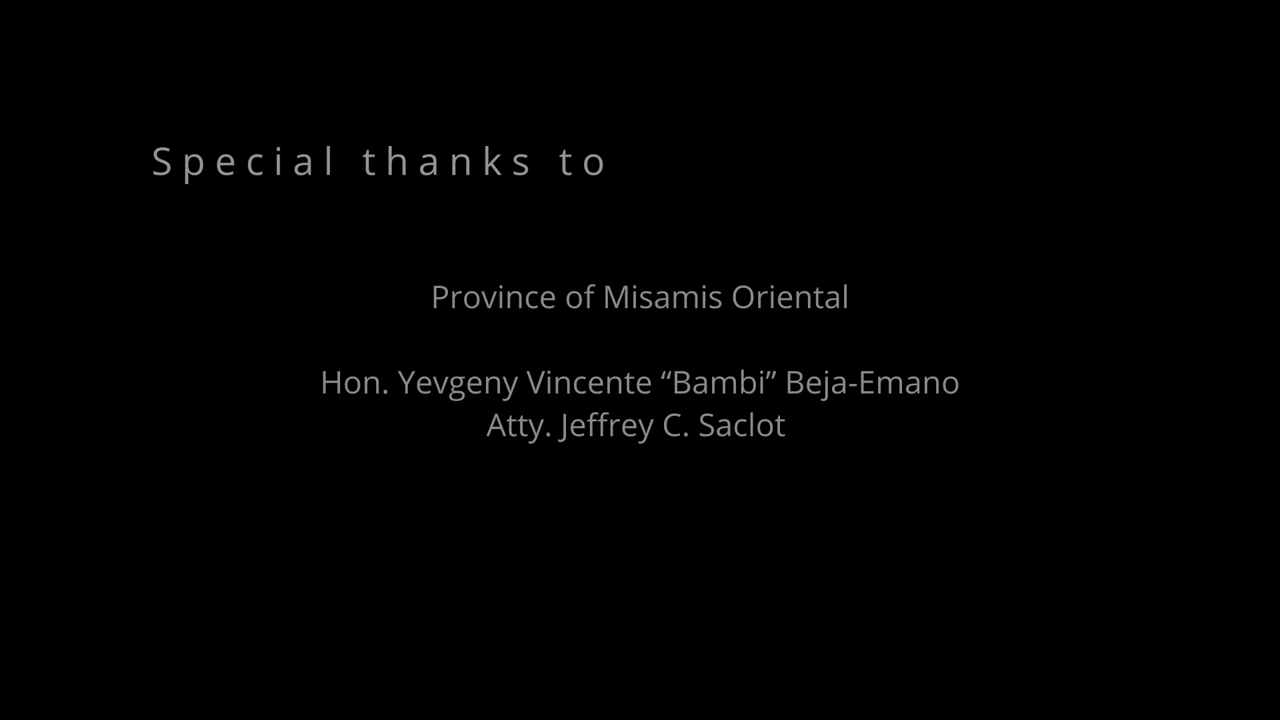 Special thanks to
Province of Misamis Oriental
Hon. Yevgeny Vincente “Bambi” Beja-Emano
Atty. Jeffrey C. Saclot